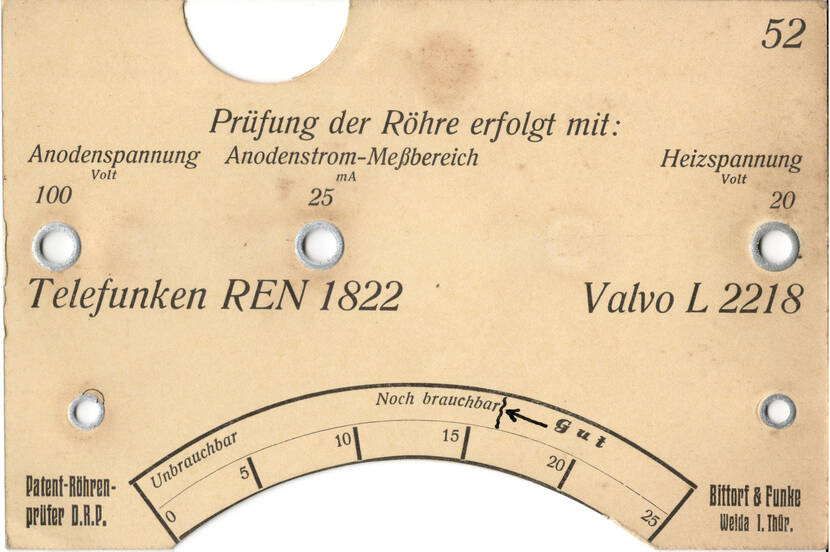 52
Prüfung der Röhre erfolgt mit:
Anodenspannung Anodenstrom-Meßbereich Heizspannung
Volt mA Volt
100 25 20
Telefunken REN 1822 Valvo L 2218
Noch brauchbar
Unbrauchbar Gut
0 5 10 15 20 25
Patent-Röhren- Bittorf & Funke
prüfer D.R.P. Weida i. Thür.